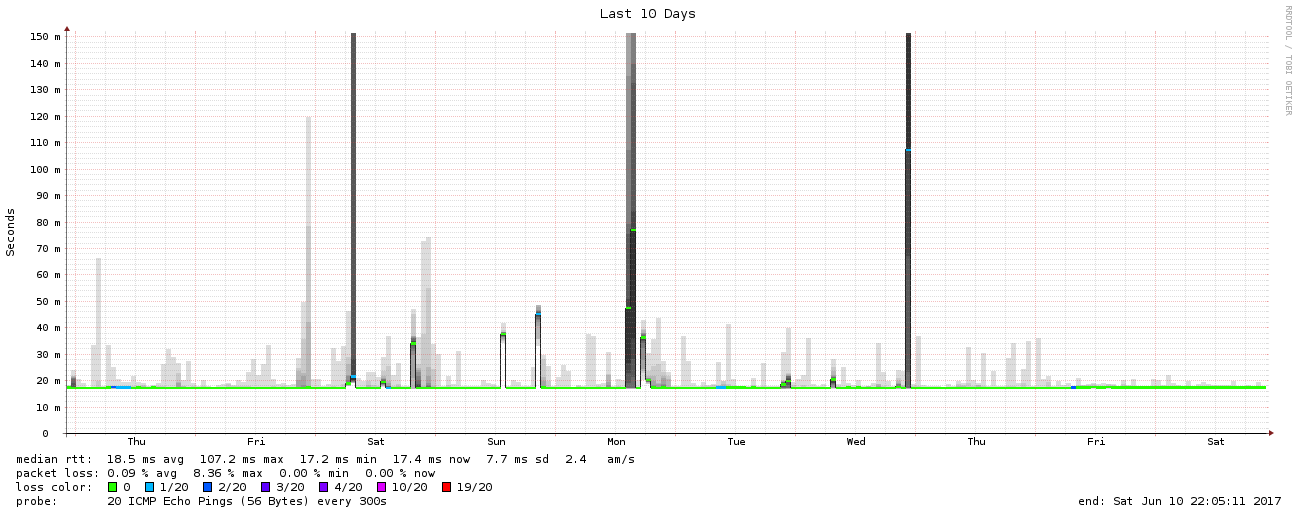 Last 10 Days
RRDTOOL / TOBI OETIKER
Seconds
150 m
140 m
130 m
120 m
110 m
100 m
90 m
80 m
70 m
60 m
50 m
40 m
30 m
20 m
10 m
0
Thu Fri Sat Sun Mon Tue Wed Thu Fri Sat
median rtt: 18.5 ms avg 107.2 ms max 17.2 ms min 17.4 ms now 7.7 ms sd 2.4 am/s
packet loss: 0.09 % avg 8.36 % max 0.00 % min 0.00 % now
loss color: 0 1/20 2/20 3/20 4/20 10/20 19/20
probe: 20 ICMP Echo Pings (56 Bytes) every 300s end: Sat Jun 10 22:05:11 2017